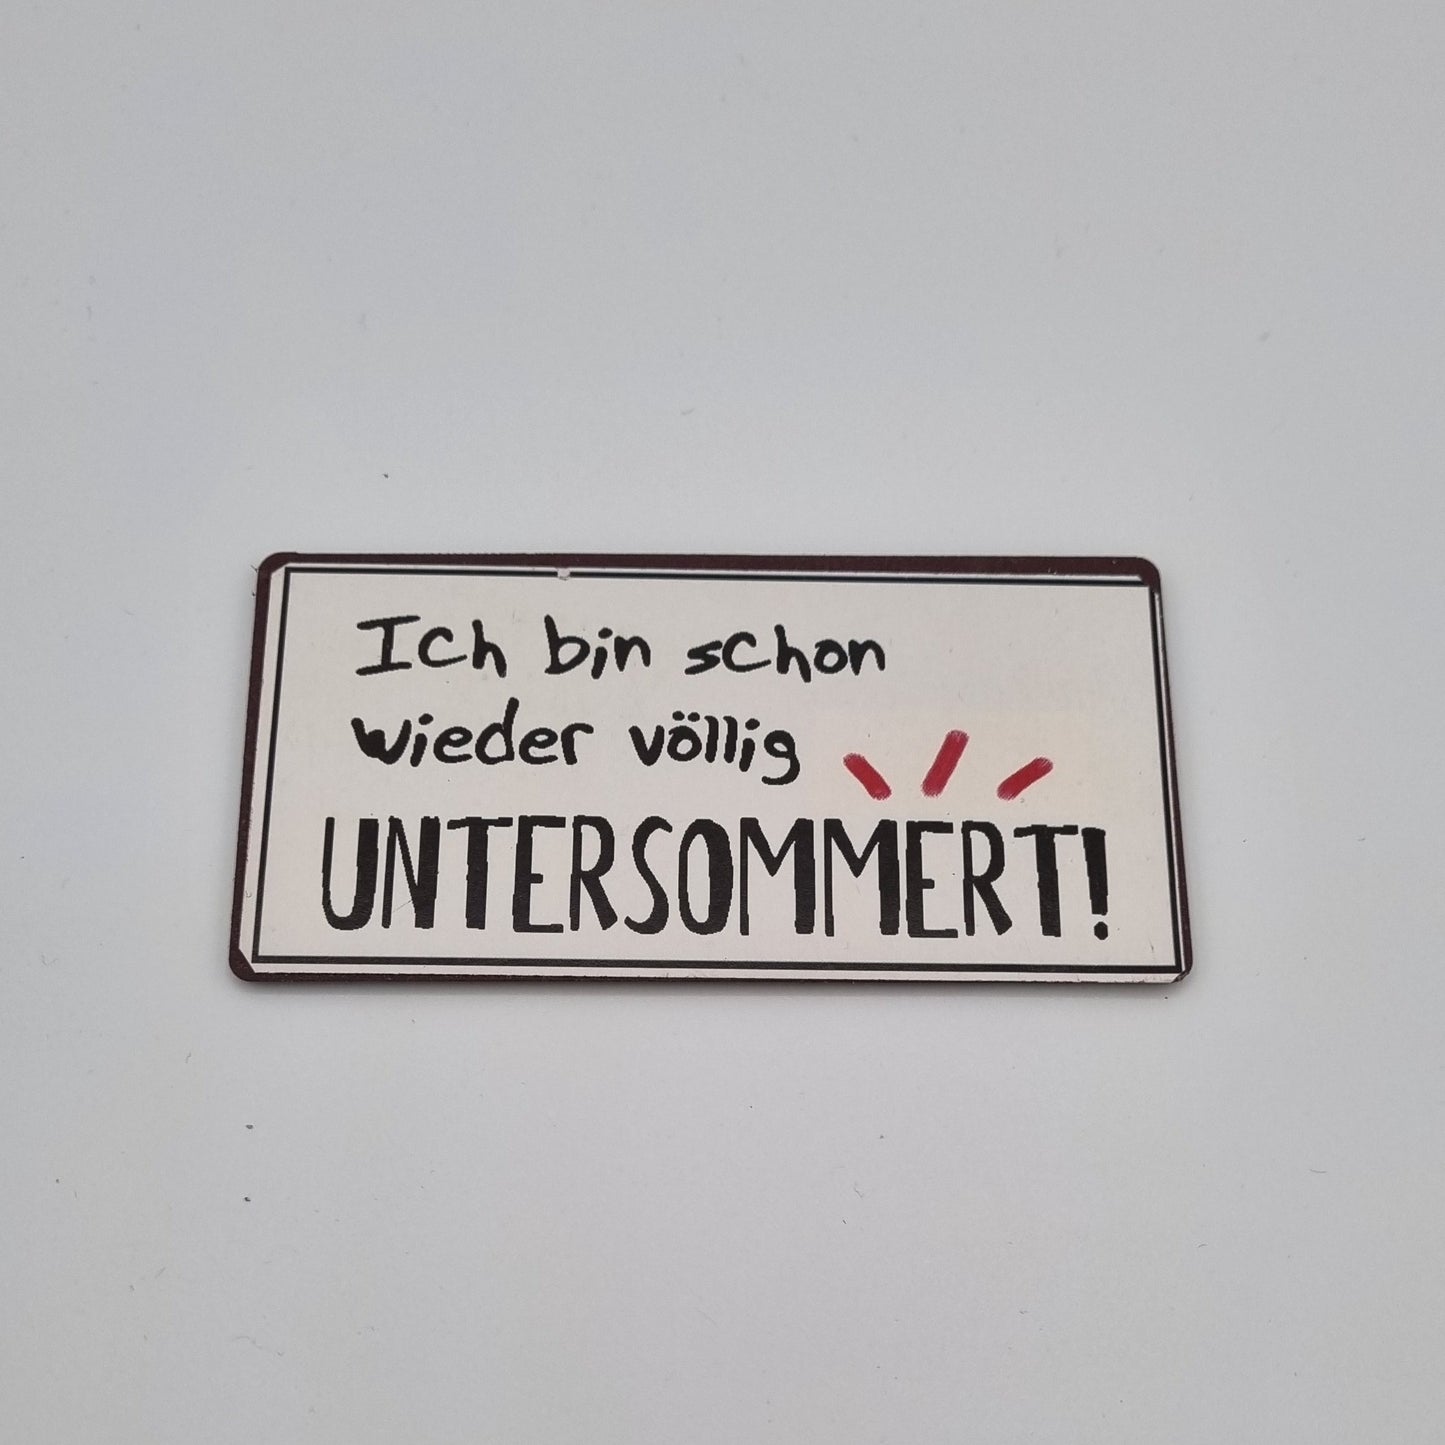 Ich bin schon
wieder völlig
UNTERSOMMERT!